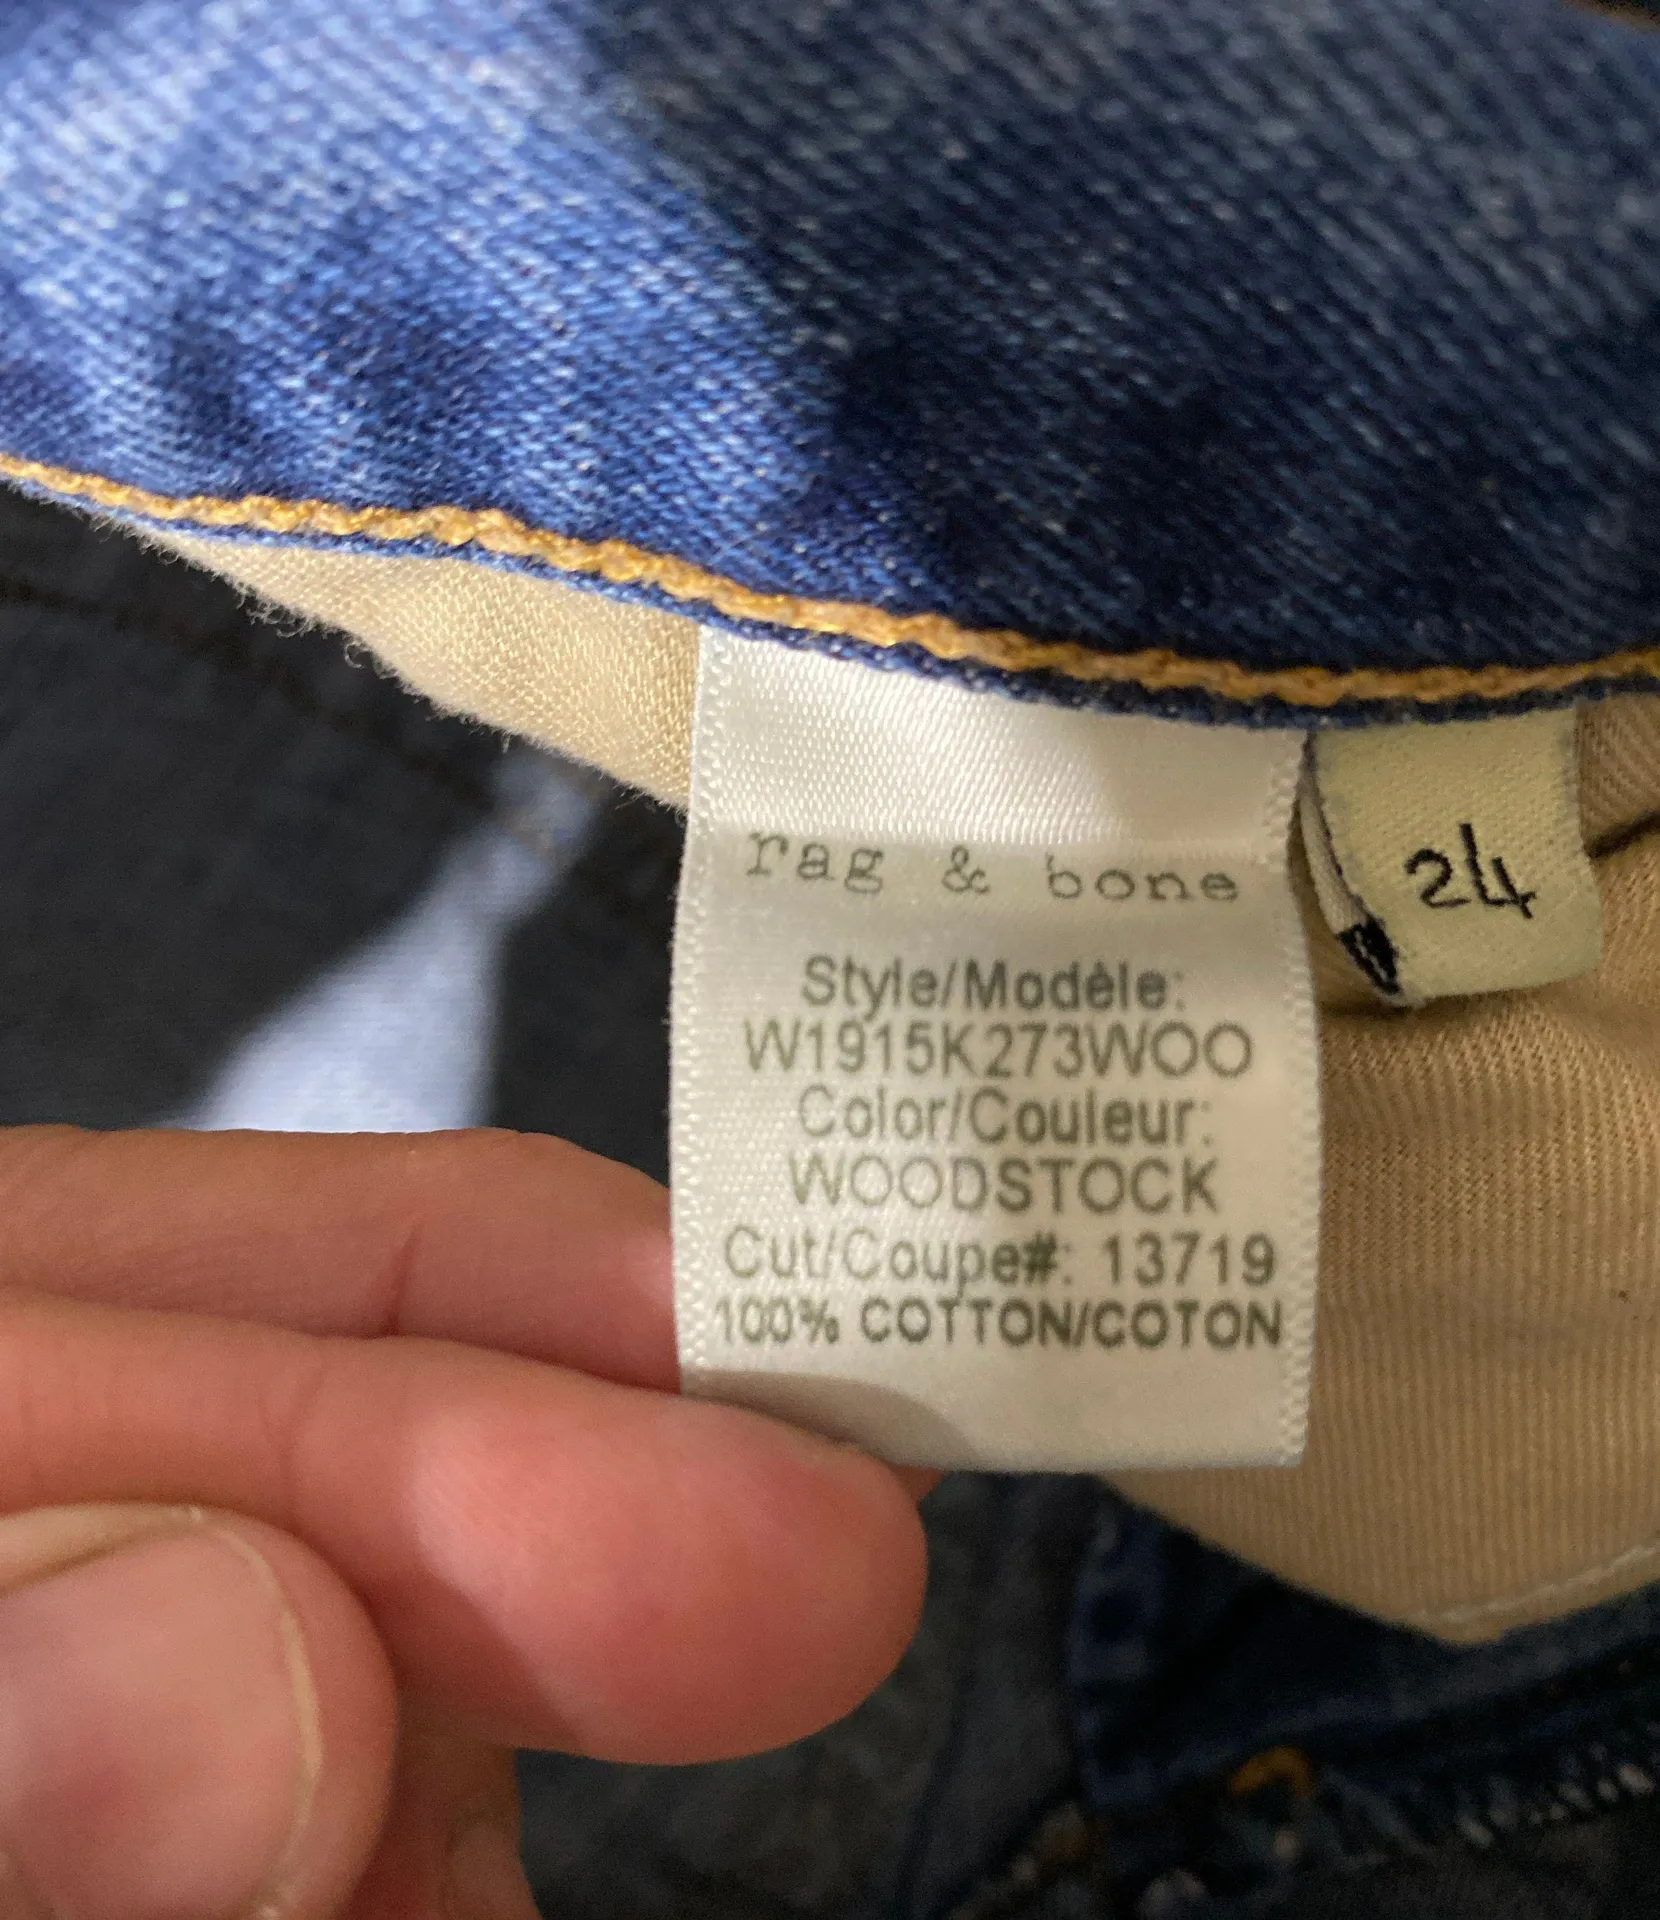 rag & bone
Style/Modèle:
W1915K273WOO
Color/Couleur:
WOODSTOCK
Cut/Coupe#: 13719
100% COTTON/COTON
24